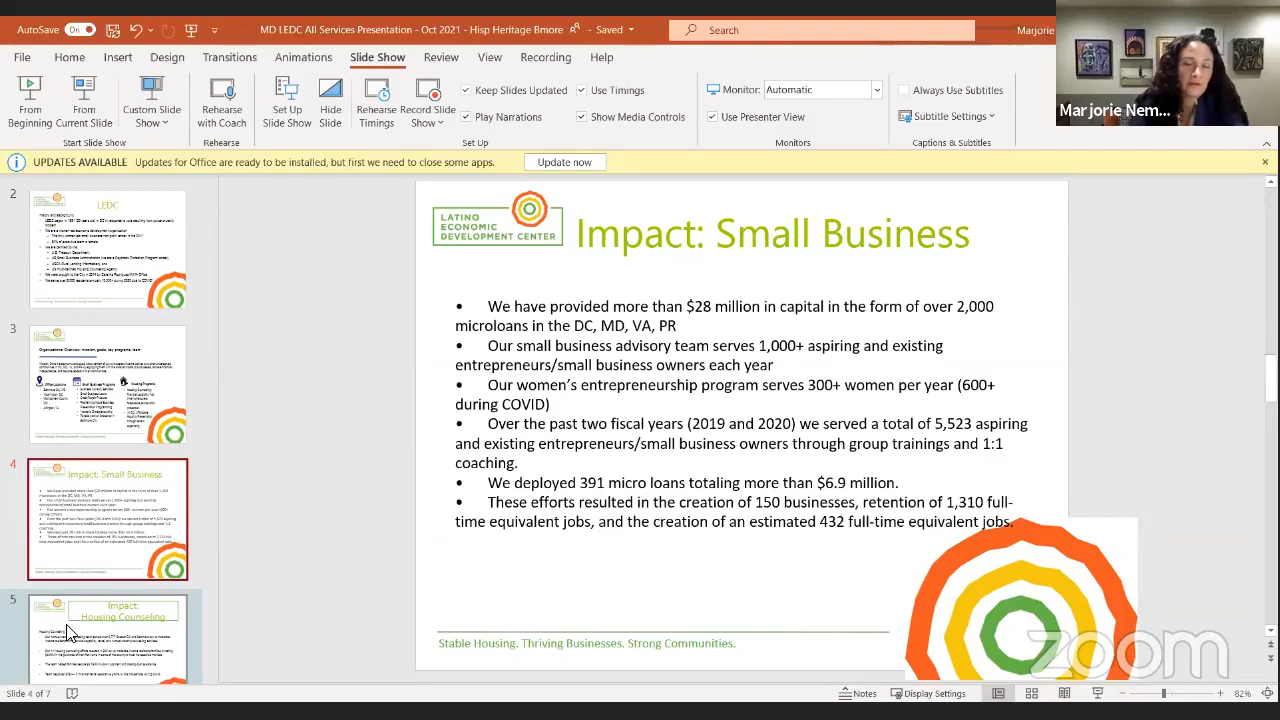 AutoSave On MD LEDC All Services Presentation - Oct 2021 - Hisp Heritage Bmore - Saved Search Marjorie
File Home Insert Design Transitions Animations Slide Show Review View Recording Help
From Beginning
From Current Slide
Custom Slide Show
Rehearse with Coach
Set Up Slide Show
Hide Slide
Rehearse Timings
Record Slide Show
Keep Slides Updated
Use Timings
Play Narrations
Show Media Controls
Monitor: Automatic
Use Presenter View
Always Use Subtitles
Subtitle Settings
Start Slide Show Rehearse Set Up Monitors Captions & Subtitles
Marjorie Nem...
UPDATES AVAILABLE Updates for Office are ready to be installed, but first we need to close some apps. Update now
2
LEDC
3
4
Impact: Small Business
5
Impact:
Housing Counseling
LATINO
ECONOMIC
DEVELOPMENT CENTER
Impact: Small Business
• We have provided more than $28 million in capital in the form of over 2,000
microloans in the DC, MD, VA, PR
• Our small business advisory team serves 1,000+ aspiring and existing
entrepreneurs/small business owners each year
• Our women's entrepreneurship program serves 300+ women per year (600+
during COVID)
• Over the past two fiscal years (2019 and 2020) we served a total of 5,523 aspiring
and existing entrepreneurs/small business owners through group trainings and 1:1
coaching.
• We deployed 391 micro loans totaling more than $6.9 million.
• These efforts resulted in the creation of 150 businesses, retention of 1,310 full-
time equivalent jobs, and the creation of an estimated 432 full-time equivalent jobs.
Stable Housing. Thriving Businesses. Strong Communities.
zoom
Slide 4 of 7 Notes Display Settings 82%